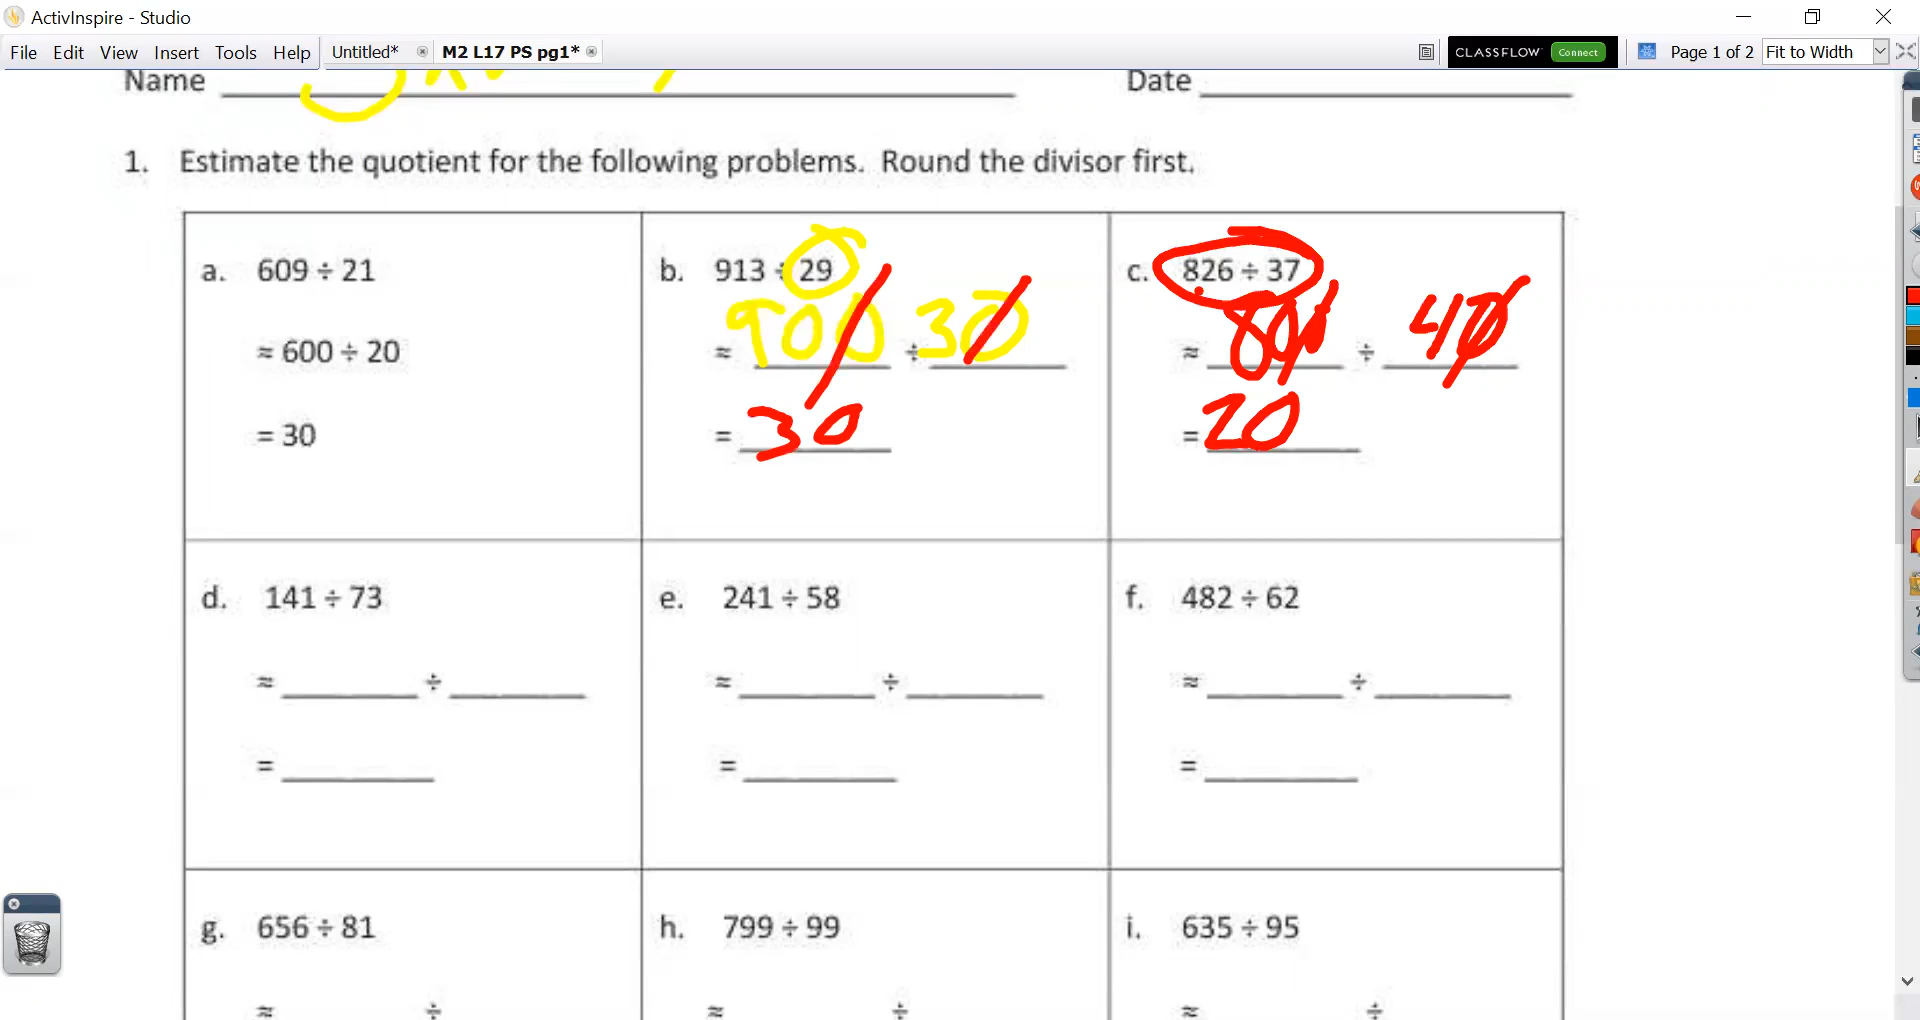 ActivInspire - Studio
File Edit View Insert Tools Help Untitled* M2 L17 PS pg1* CLASSFLOW Connect Page 1 of 2 Fit to Width
Name Date
1. Estimate the quotient for the following problems. Round the divisor first.
a. 609 ÷ 21
≈ 600 ÷ 20
= 30
b. 913 ÷ 29
≈ 900 ÷ 30
= 30
c. 826 ÷ 37
≈ 800 ÷ 40
= 20
d. 141 ÷ 73
≈ ÷
=
e. 241 ÷ 58
≈ ÷
=
f. 482 ÷ 62
≈ ÷
=
g. 656 ÷ 81
≈ ÷
h. 799 ÷ 99
≈ ÷
i. 635 ÷ 95
≈ ÷